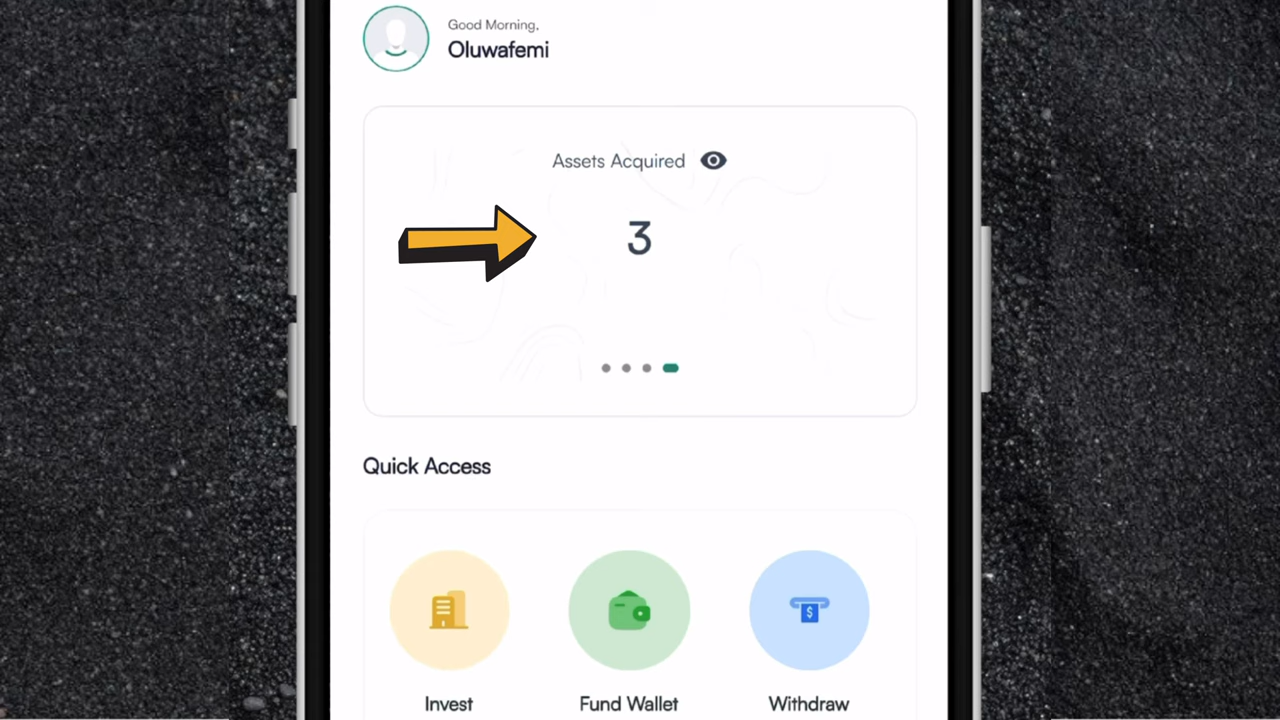 Good Morning,
Oluwafemi
Assets Acquired
3
Quick Access
$
Invest
Fund Wallet
Withdraw